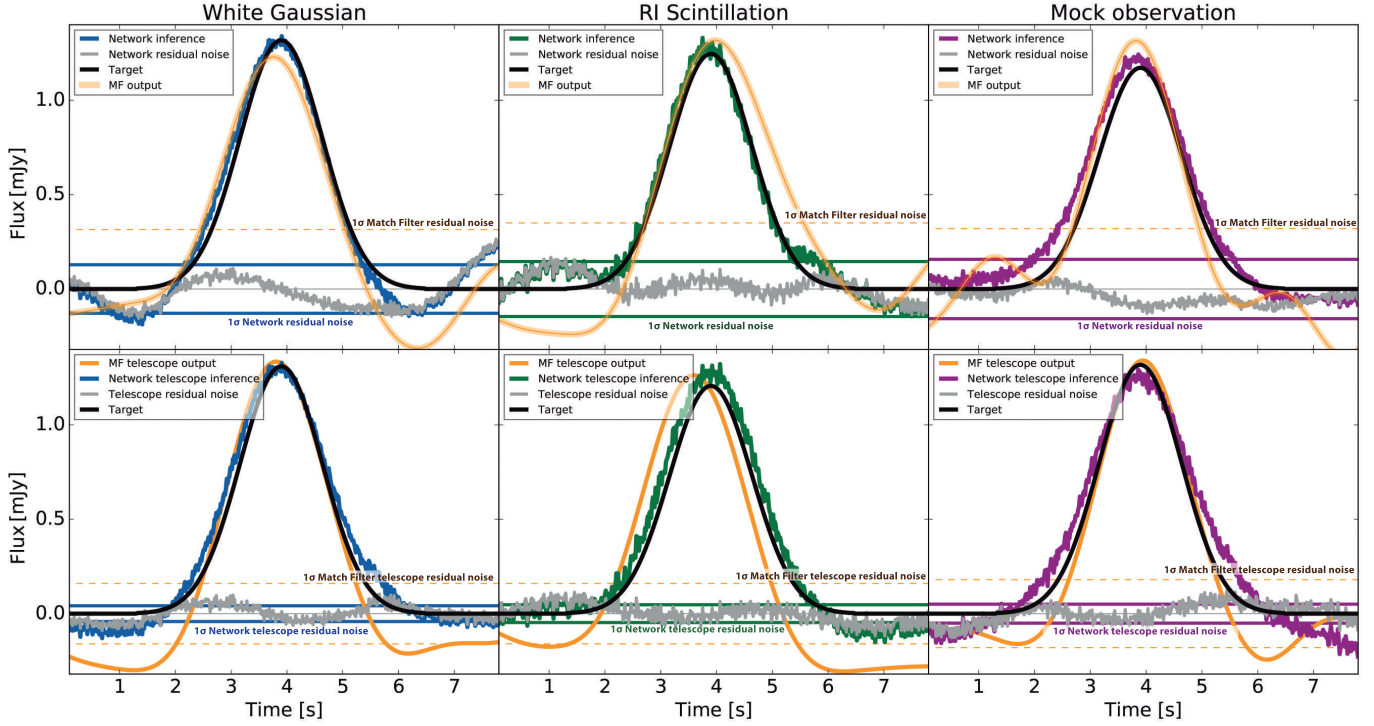 White Gaussian
RI Scintillation
Mock observation
Network inference
Network residual noise
Target
MF output
1σ Match Filter residual noise
1σ Network residual noise
Network inference
Network residual noise
Target
MF output
1σ Match Filter residual noise
1σ Network residual noise
Network inference
Network residual noise
Target
MF output
1σ Match Filter residual noise
1σ Network residual noise
Flux [mJy]
1.0
0.5
0.0
MF telescope output
Network telescope inference
Telescope residual noise
Target
1σ Match Filter telescope residual noise
1σ Network telescope residual noise
MF telescope output
Network telescope inference
Telescope residual noise
Target
1σ Match Filter telescope residual noise
1σ Network telescope residual noise
MF telescope output
Network telescope inference
Telescope residual noise
Target
1σ Match Filter telescope residual noise
1σ Network telescope residual noise
Flux [mJy]
1.0
0.5
0.0
1 2 3 4 5 6 7
1 2 3 4 5 6 7
1 2 3 4 5 6 7
Time [s]
Time [s]
Time [s]